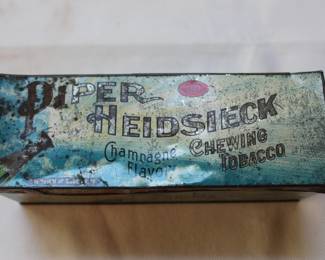 PIPER
HEIDSIECK
Champagne
Flavor
CHEWING
TOBACCO